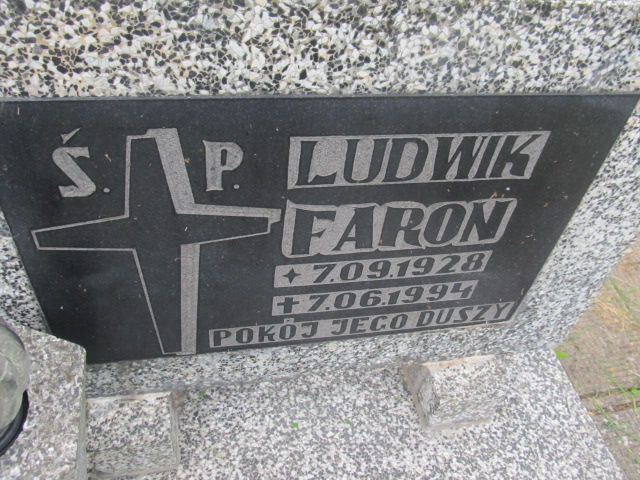 Ś. P.
LUDWIK
FARON
✦ 7.09.1928
✝ 7.06.1994
POKÓJ JEGO DUSZY